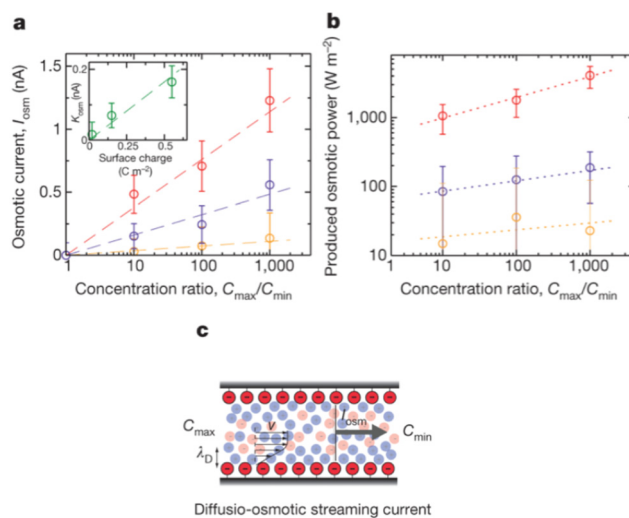 a
Osmotic current, Iosm (nA)
1.5
1
0.5
0
Kosm (nA)
0.2
0
0
0.25
0.5
Surface charge
(C m−2)
1
10
100
1,000
Concentration ratio, Cmax/Cmin
b
Produced osmotic power (W m−2)
1,000
100
10
1
10
100
1,000
Concentration ratio, Cmax/Cmin
c
Cmax
v
Iosm
Cmin
λD
Diffusio-osmotic streaming current